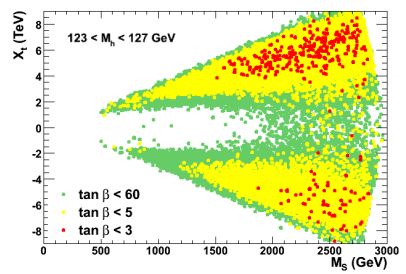 X_t (TeV)
8
6
4
2
0
-2
-4
-6
-8
123 < M_h < 127 GeV
tan β < 60
tan β < 5
tan β < 3
0 500 1000 1500 2000 2500 3000
M_S (GeV)